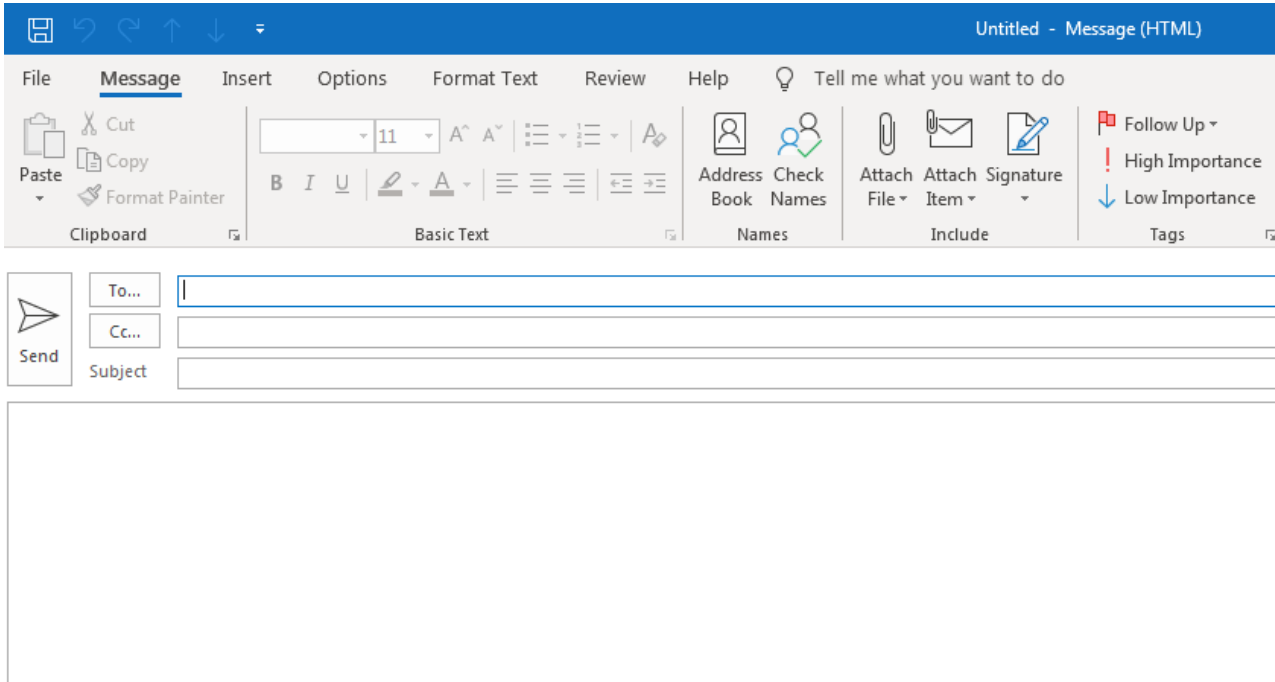 Untitled - Message (HTML)
File Message Insert Options Format Text Review Help Tell me what you want to do
Paste
Cut
Copy
Format Painter
Clipboard
11
B I U A
Basic Text
Address Book
Check Names
Names
Attach File
Attach Item
Signature
Include
Follow Up
High Importance
Low Importance
Tags
Send
To...
Cc...
Subject